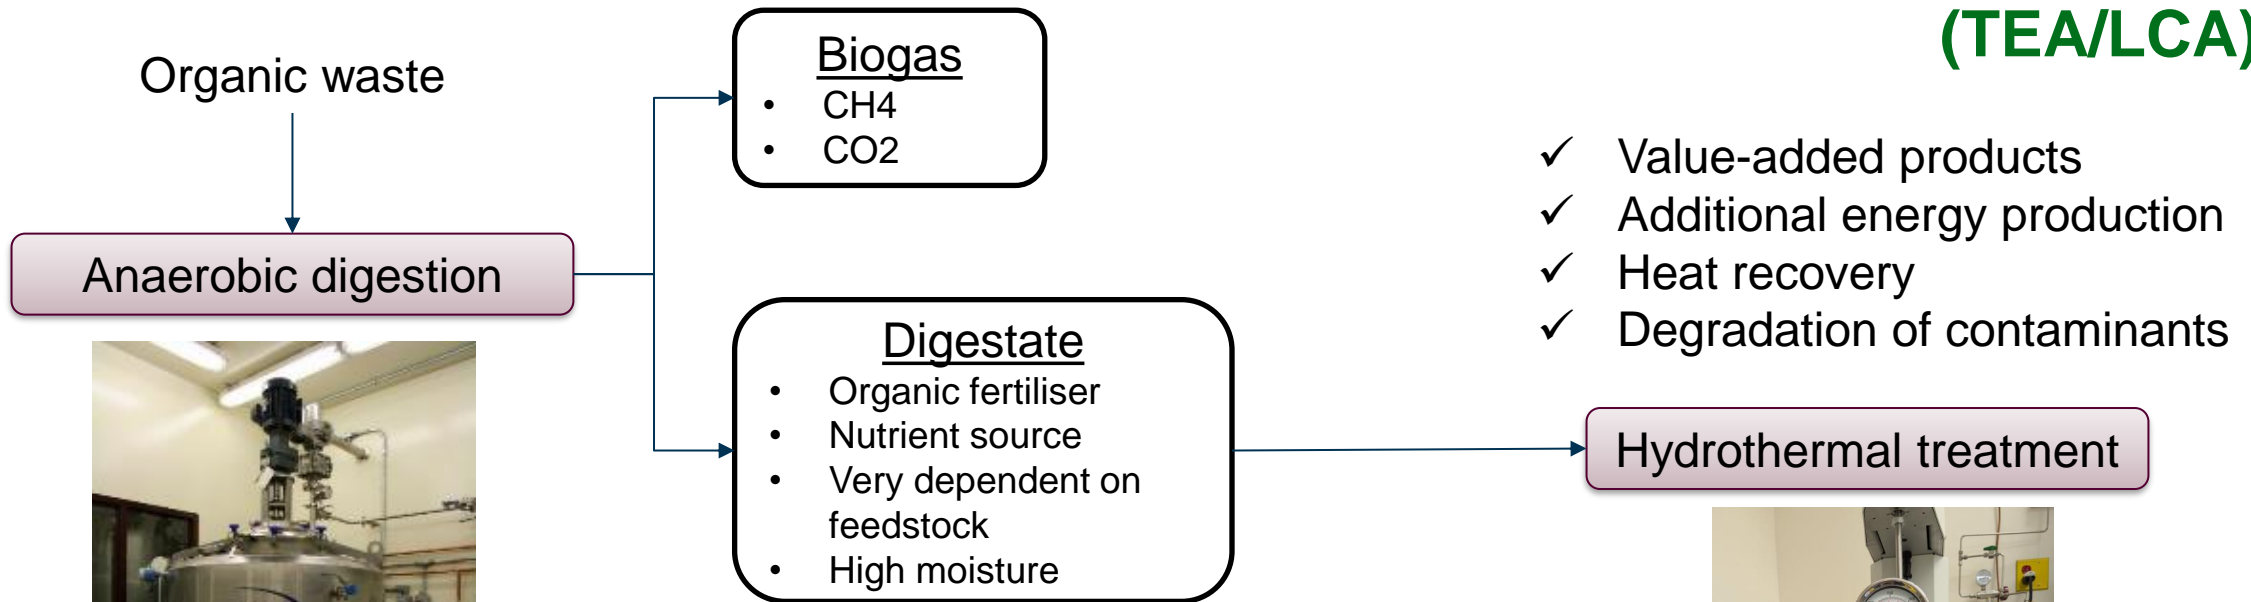 (TEA/LCA)
Organic waste
Biogas
• CH4
• CO2
Anaerobic digestion
Digestate
• Organic fertiliser
• Nutrient source
• Very dependent on
feedstock
• High moisture
✓ Value-added products
✓ Additional energy production
✓ Heat recovery
✓ Degradation of contaminants
Hydrothermal treatment